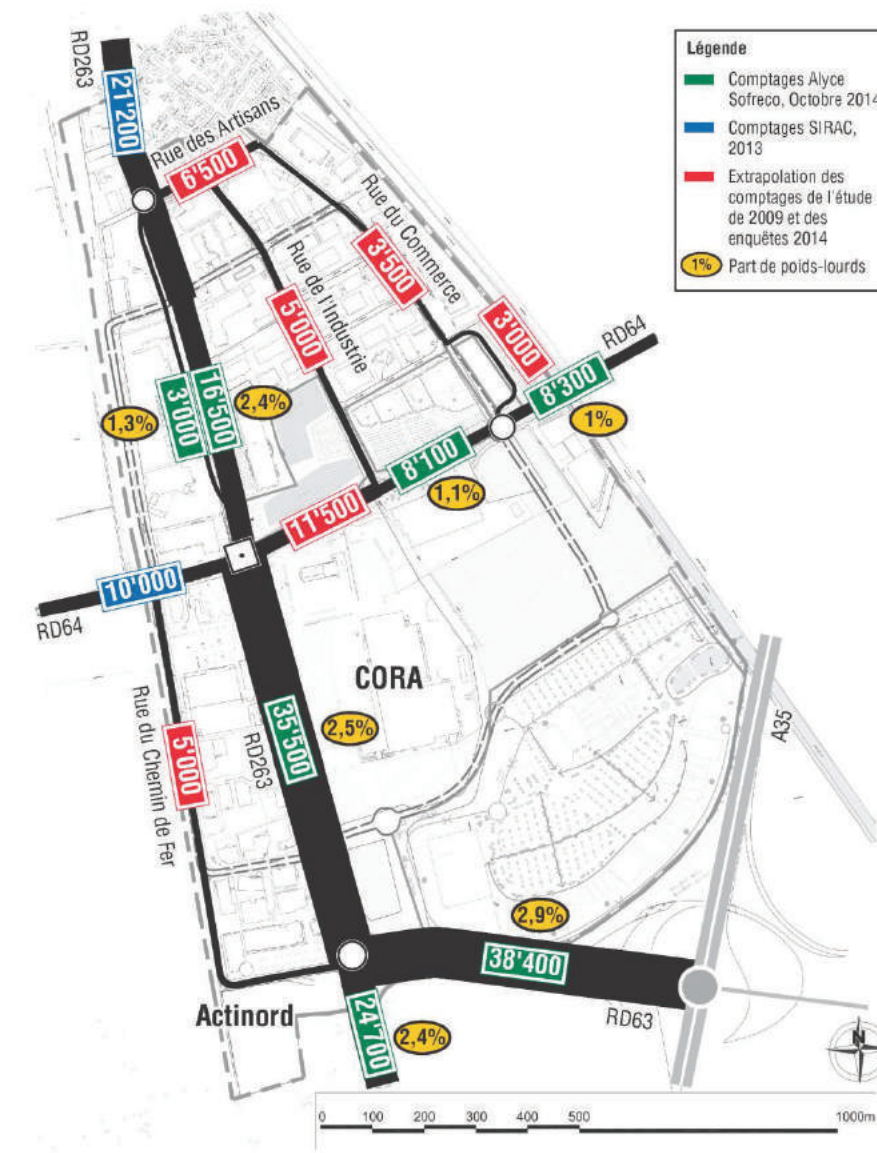 RD263
21'200
Rue des Artisans
6'500
Rue du Commerce
3'500
Rue de l'Industrie
5'000
3'000
RD64
8'300
1%
16'500
3'000
2,4%
1,3%
8'100
1,1%
11'500
10'000
RD64
CORA
35'500
2,5%
RD263
5'000
Rue du Chemin de Fer
A35
2,9%
38'400
RD63
Actinord
24'700
2,4%
N
0 100 200 300 400 500 1000m
Légende
Comptages Alyce
Sofreco, Octobre 2014
Comptages SIRAC,
2013
Extrapolation des
comptages de l'étude
de 2009 et des
enquêtes 2014
1% Part de poids-lourds